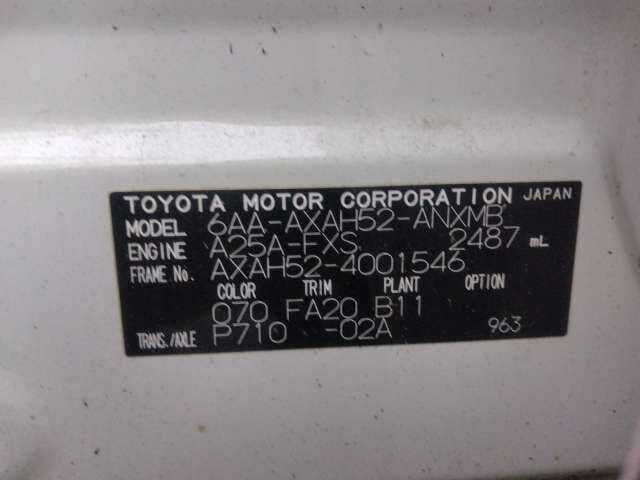 TOYOTA MOTOR CORPORATION JAPAN
MODEL 6AA-AXAH52-ANXMB
ENGINE A25A-FXS 2487 mL
FRAME No. AXAH52-4001546
COLOR TRIM PLANT OPTION
070 FA20 B11
TRANS./AXLE P710 -02A 963